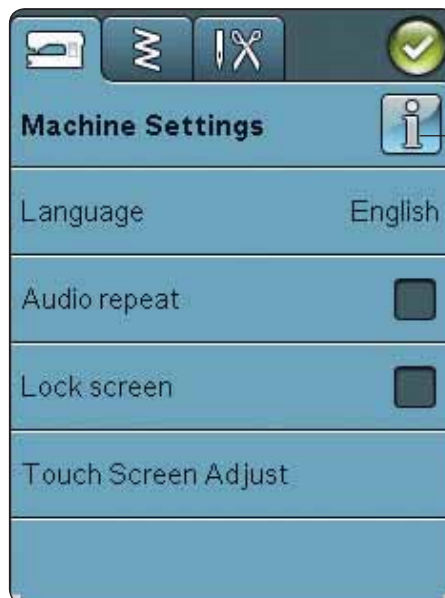 Machine Settings
Language English
Audio repeat
Lock screen
Touch Screen Adjust